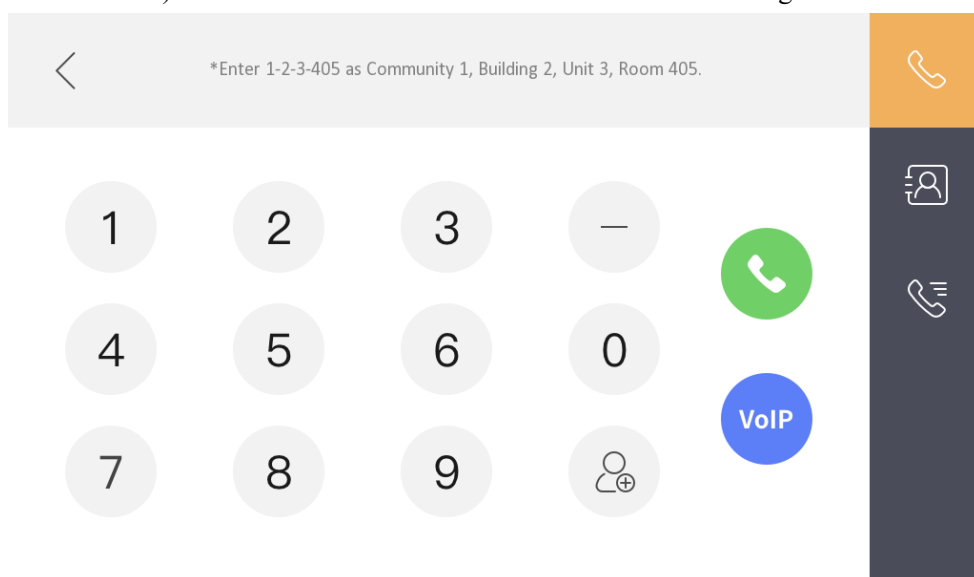 *Enter 1-2-3-405 as Community 1, Building 2, Unit 3, Room 405.
1 2 3 —
4 5 6 0
VoIP
7 8 9